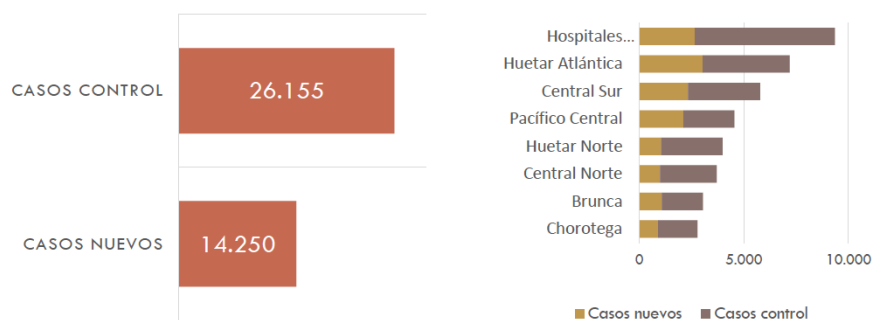 CASOS CONTROL
26.155
CASOS NUEVOS
14.250
Hospitales...
Huetar Atlántica
Central Sur
Pacífico Central
Huetar Norte
Central Norte
Brunca
Chorotega
0 5.000 10.000
Casos nuevos Casos control